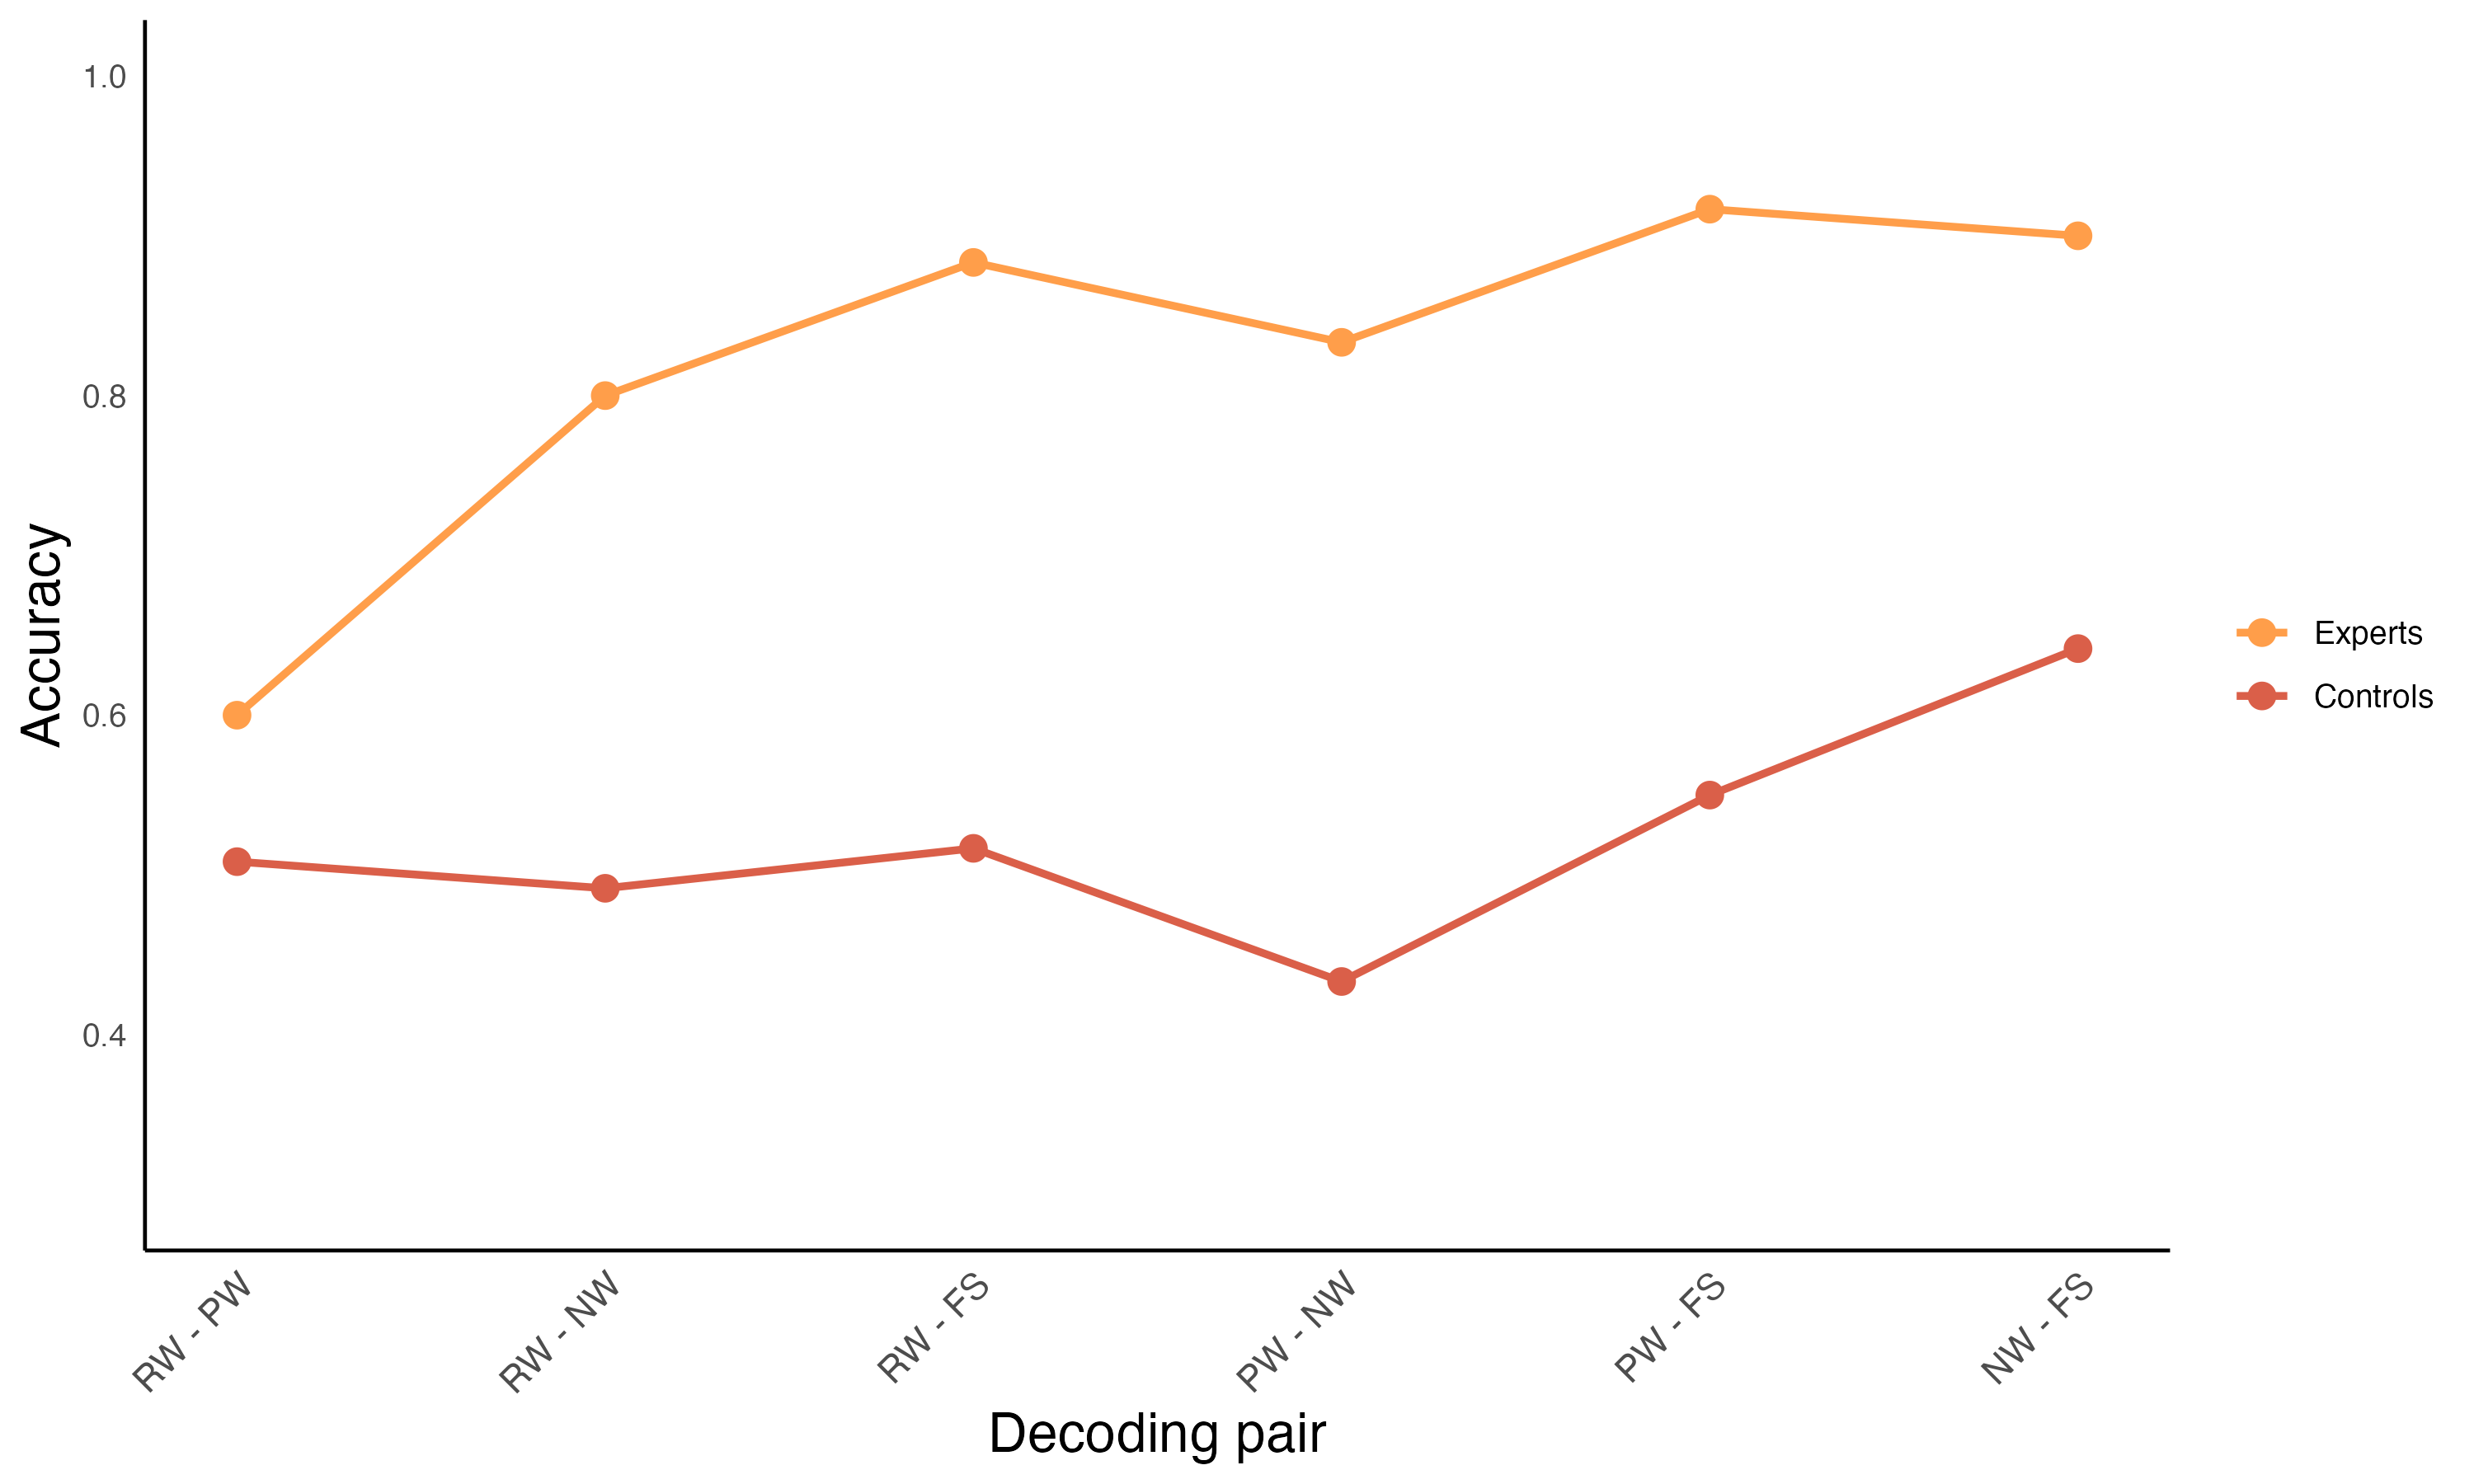 1.0
0.8
0.6
0.4
Accuracy
RW - PW
RW - NW
RW - FS
PW - NW
PW - FS
NW - FS
Decoding pair
Experts
Controls